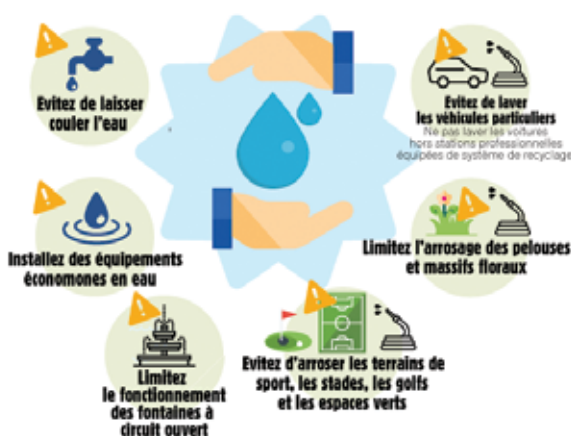 Evitez de laisser
couler l'eau
Evitez de laver
les véhicules particuliers
Ne pas laver les voitures
hors stations professionnelles
équipées de système de recyclage
Installez des équipements
économones en eau
Limitez l'arrosage des pelouses
et massifs floraux
Limitez
le fonctionnement
des fontaines à
circuit ouvert
Evitez d'arroser les terrains de
sport, les stades, les golfs
et les espaces verts